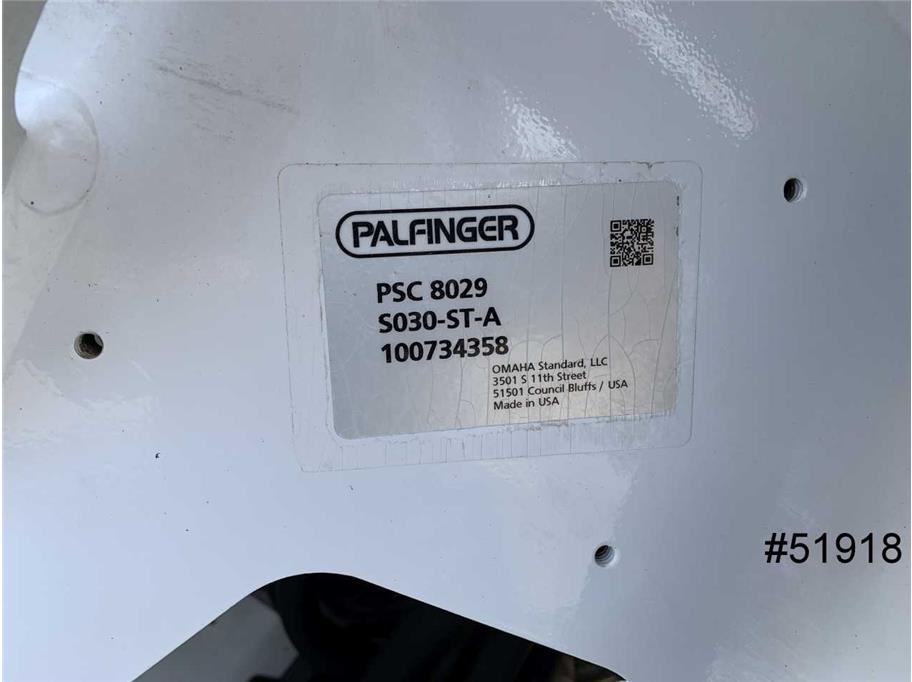 PALFINGER
PSC 8029
S030-ST-A
100734358
OMAHA Standard, LLC
3501 S 11th Street
51501 Council Bluffs / USA
Made in USA
#51918